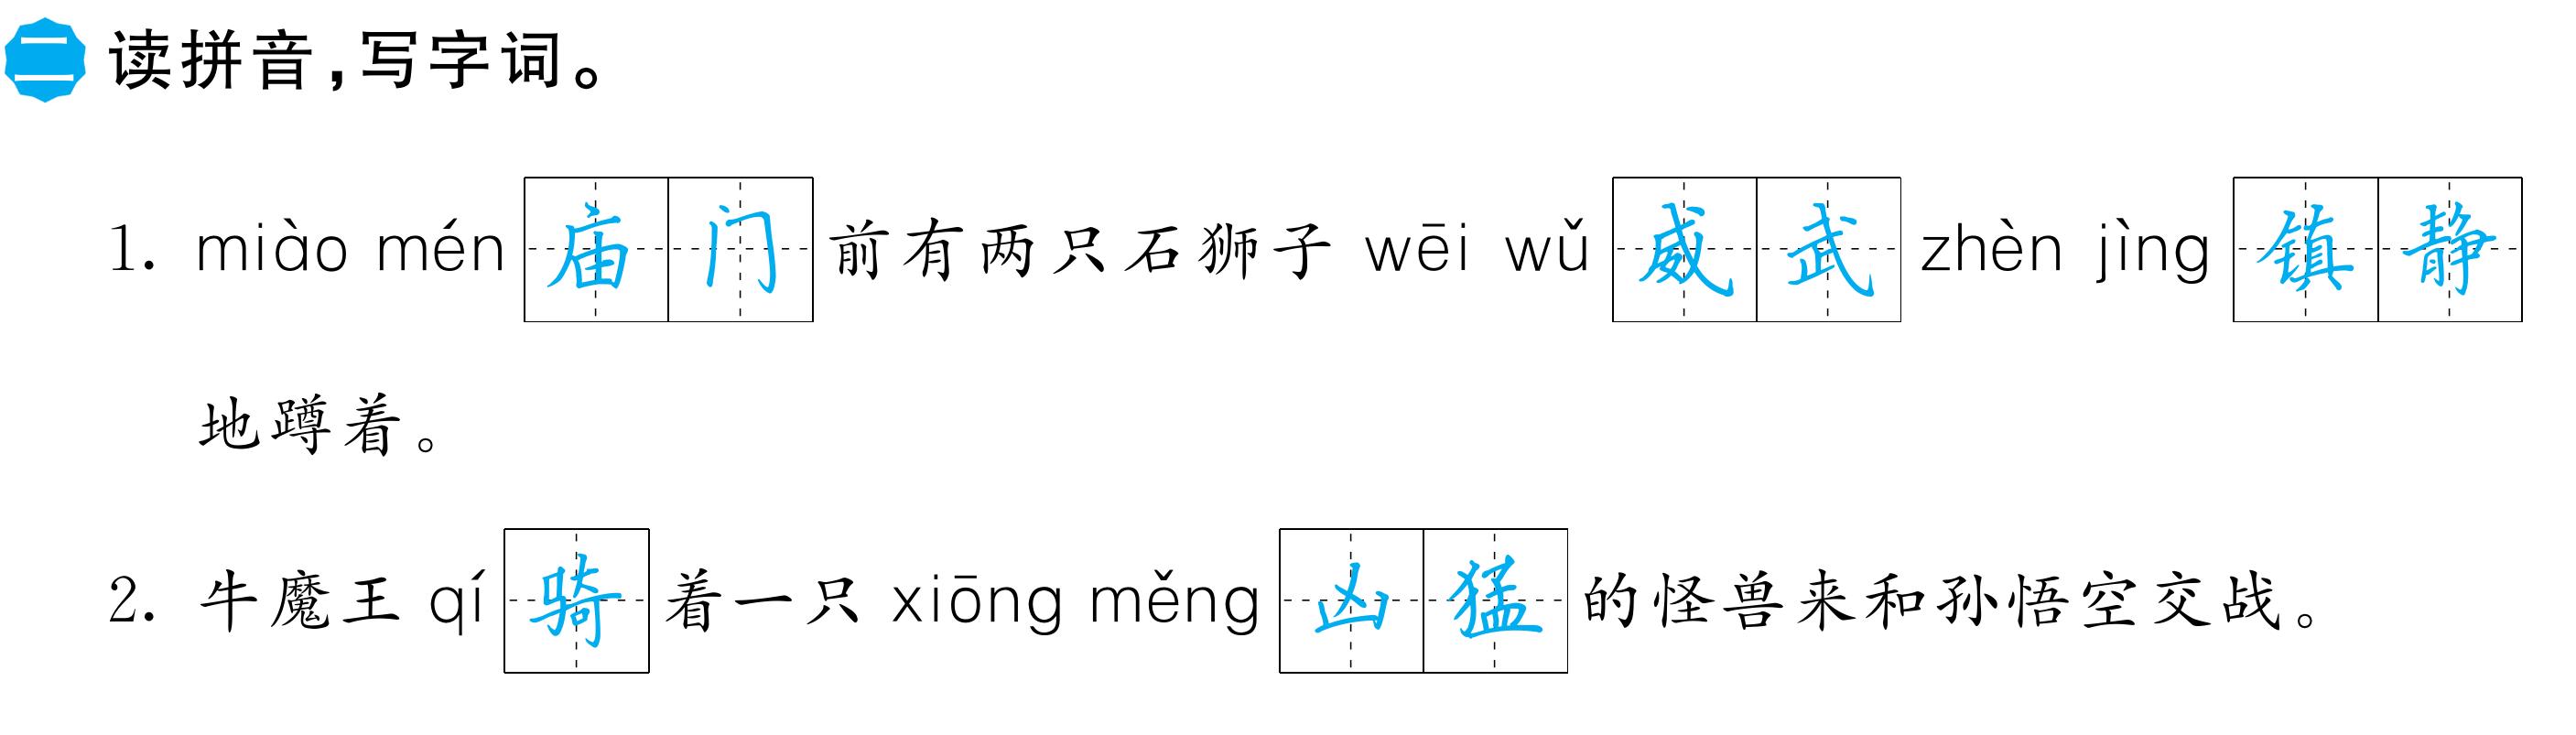 二 读拼音,写字词。
1. miào mén 庙门前有两只石狮子 wēi wǔ 威武 zhèn jìng 镇静
地蹲着。
2. 牛魔王 qí 骑着一只 xiōng měng 凶猛的怪兽来和孙悟空交战。